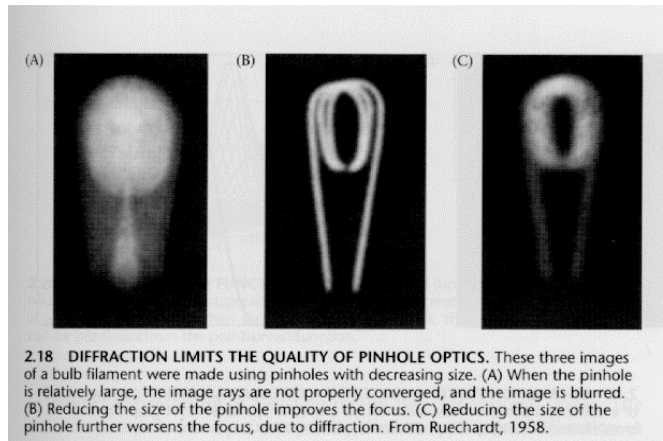 (A) (B) (C)
2.18 DIFFRACTION LIMITS THE QUALITY OF PINHOLE OPTICS. These three images
of a bulb filament were made using pinholes with decreasing size. (A) When the pinhole
is relatively large, the image rays are not properly converged, and the image is blurred.
(B) Reducing the size of the pinhole improves the focus. (C) Reducing the size of the
pinhole further worsens the focus, due to diffraction. From Ruechardt, 1958.